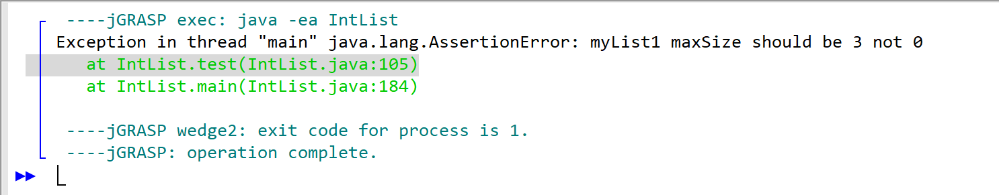 ----jGRASP exec: java -ea IntList
Exception in thread "main" java.lang.AssertionError: myList1 maxSize should be 3 not 0
at IntList.test(IntList.java:105)
at IntList.main(IntList.java:184)
----jGRASP wedge2: exit code for process is 1.
----jGRASP: operation complete.